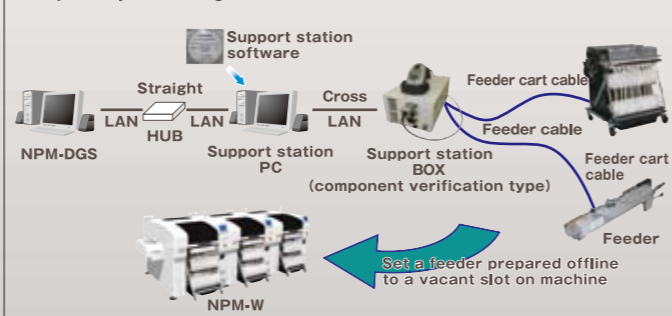 Support station
software
Straight
LAN
HUB
LAN
Cross
LAN
NPM-DGS
Support station
PC
Support station
BOX
(component verification type)
Feeder cart cable
Feeder cable
Feeder cart
cable
Feeder
Set a feeder prepared offline
to a vacant slot on machine
NPM-W